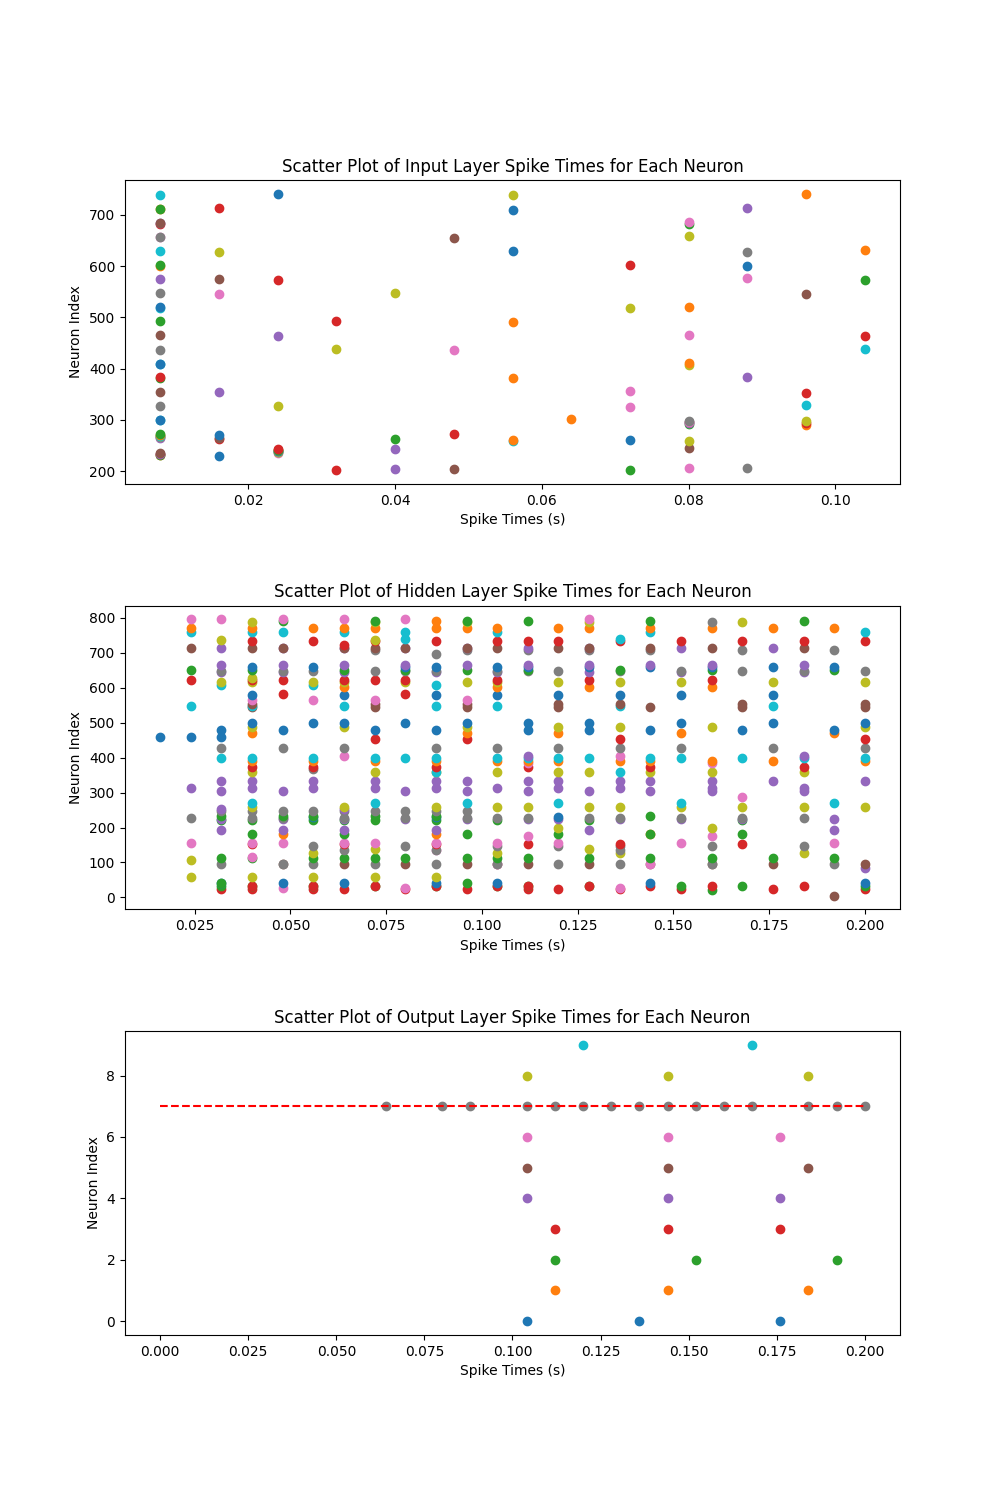 Scatter Plot of Input Layer Spike Times for Each Neuron
Neuron Index
700
600
500
400
300
200
0.02 0.04 0.06 0.08 0.10
Spike Times (s)
Scatter Plot of Hidden Layer Spike Times for Each Neuron
Neuron Index
800
700
600
500
400
300
200
100
0
0.025 0.050 0.075 0.100 0.125 0.150 0.175 0.200
Spike Times (s)
Scatter Plot of Output Layer Spike Times for Each Neuron
Neuron Index
8
6
4
2
0
0.000 0.025 0.050 0.075 0.100 0.125 0.150 0.175 0.200
Spike Times (s)